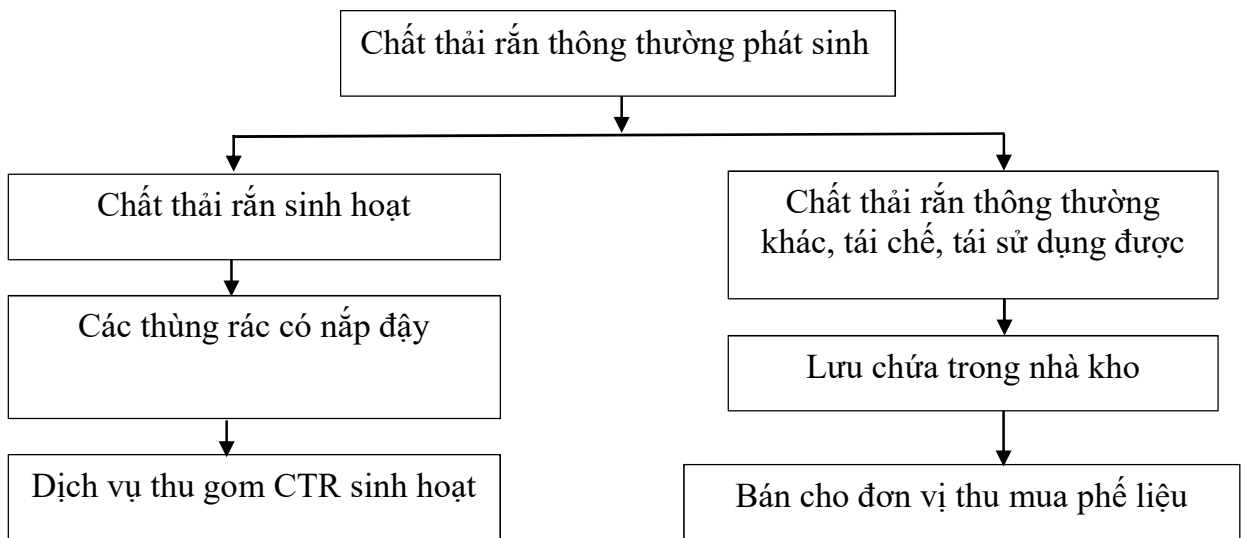 Chất thải rắn thông thường phát sinh
Chất thải rắn sinh hoạt
Các thùng rác có nắp đậy
Dịch vụ thu gom CTR sinh hoạt
Chất thải rắn thông thường
khác, tái chế, tái sử dụng được
Lưu chứa trong nhà kho
Bán cho đơn vị thu mua phế liệu